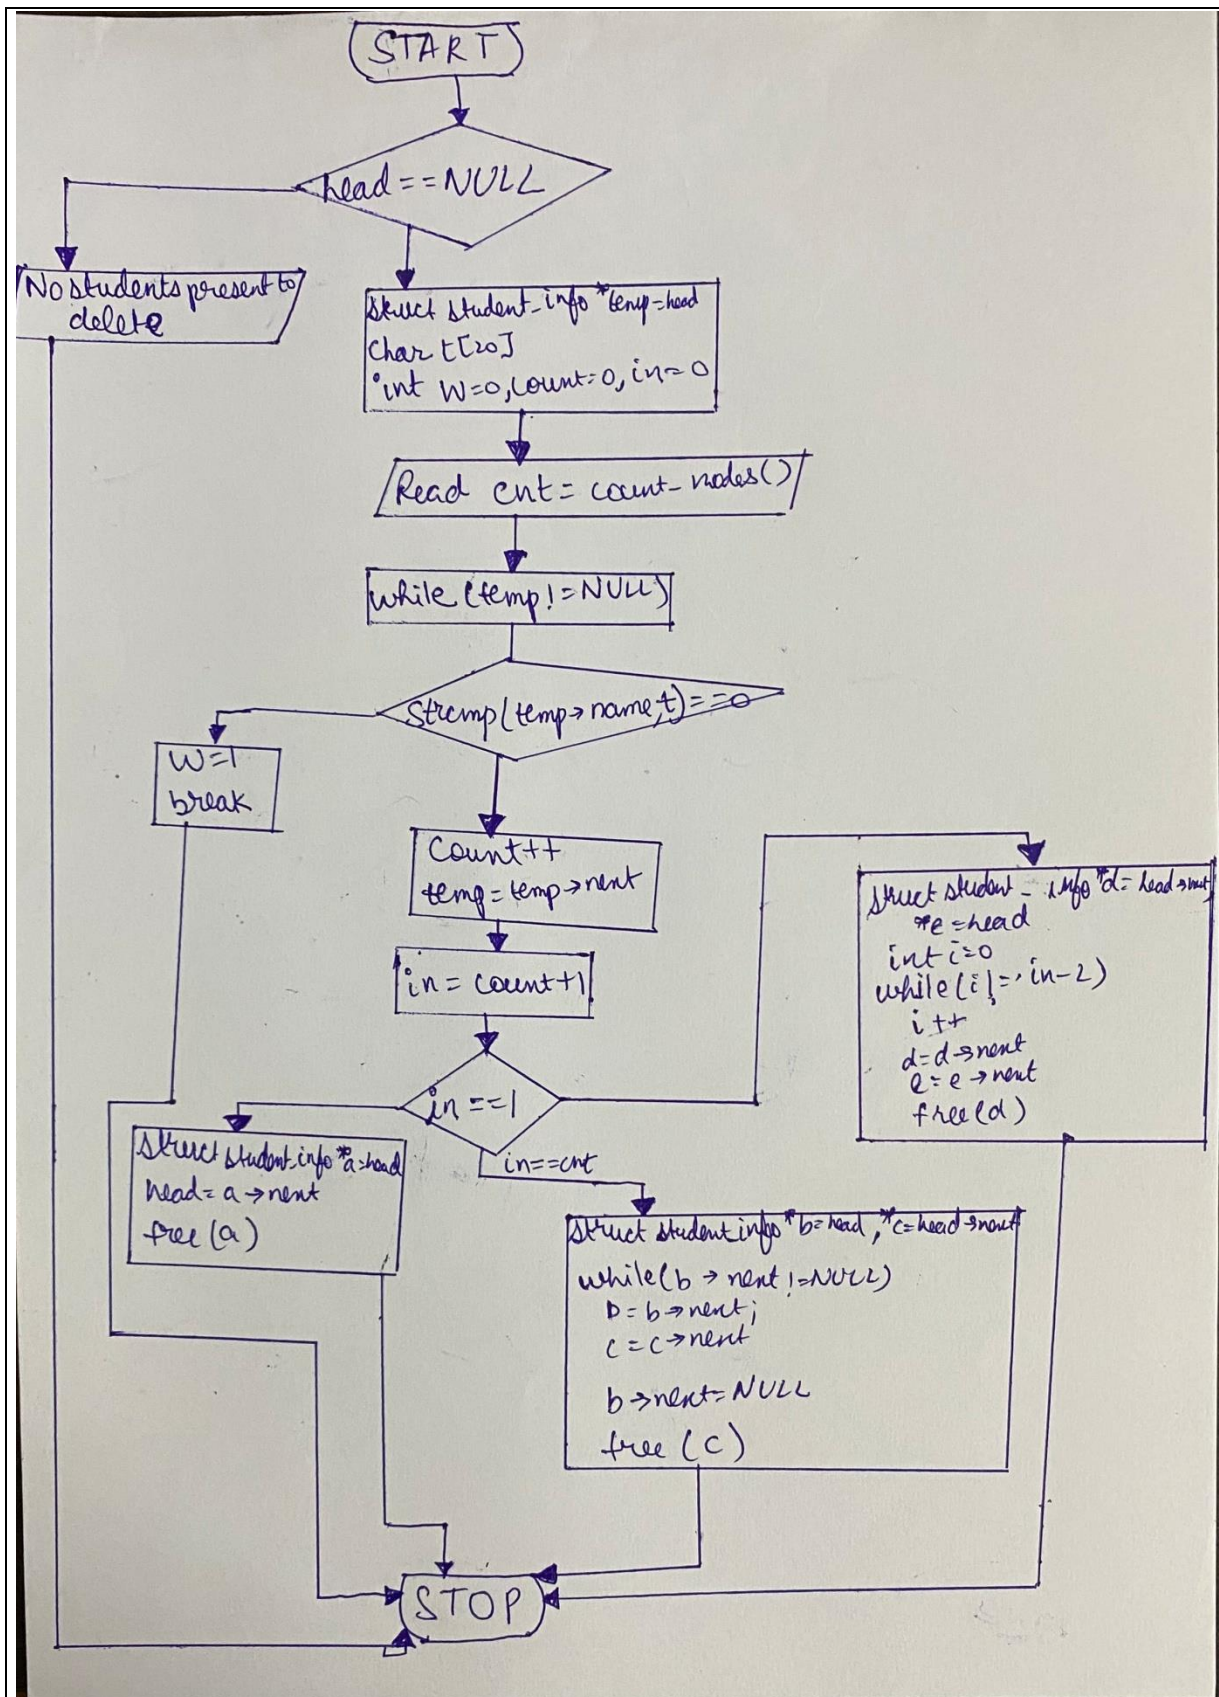 START
head==NULL
No students present to
delete
struct student_info *temp=head
Char t[20]
int W=0, count=0, in=0
Read cnt = count_nodes()
while (temp!=NULL)
strcmp(temp→name,t)==0
W=1
break
Count++
temp=temp→next
in = count+1
in ==1
in==cnt
struct student_info *a=head
head= a→next
free (a)
struct student_info *d= head→next
*e =head
int i=0
while(i!= in-2)
i++
d=d→next
e=e→next
free(d)
struct student info *b=head, *c=head→next
while(b→next!=NULL)
b=b→next;
c=c→next
b→next=NULL
free (c)
STOP